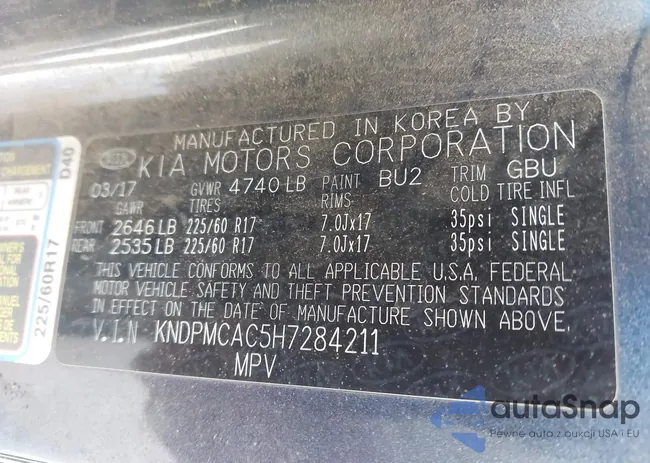 MANUFACTURED IN KOREA BY
KIA
KIA MOTORS CORPORATION
03/17 GVWR 4740 LB PAINT BU2 TRIM GBU
GAWR TIRES RIMS COLD TIRE INFL
FRONT 2646 LB 225/60 R17 7.0Jx17 35psi SINGLE
REAR 2535 LB 225/60 R17 7.0Jx17 35psi SINGLE
THIS VEHICLE CONFORMS TO ALL APPLICABLE U.S.A. FEDERAL
MOTOR VEHICLE SAFETY AND THEFT PREVENTION STANDARDS
IN EFFECT ON THE DATE OF MANUFACTURE SHOWN ABOVE.
V.I.N KNDPMCAC5H7284211
MPV
D40
225/60R17
autoSnap
Pewne auta z aukcji USA i EU